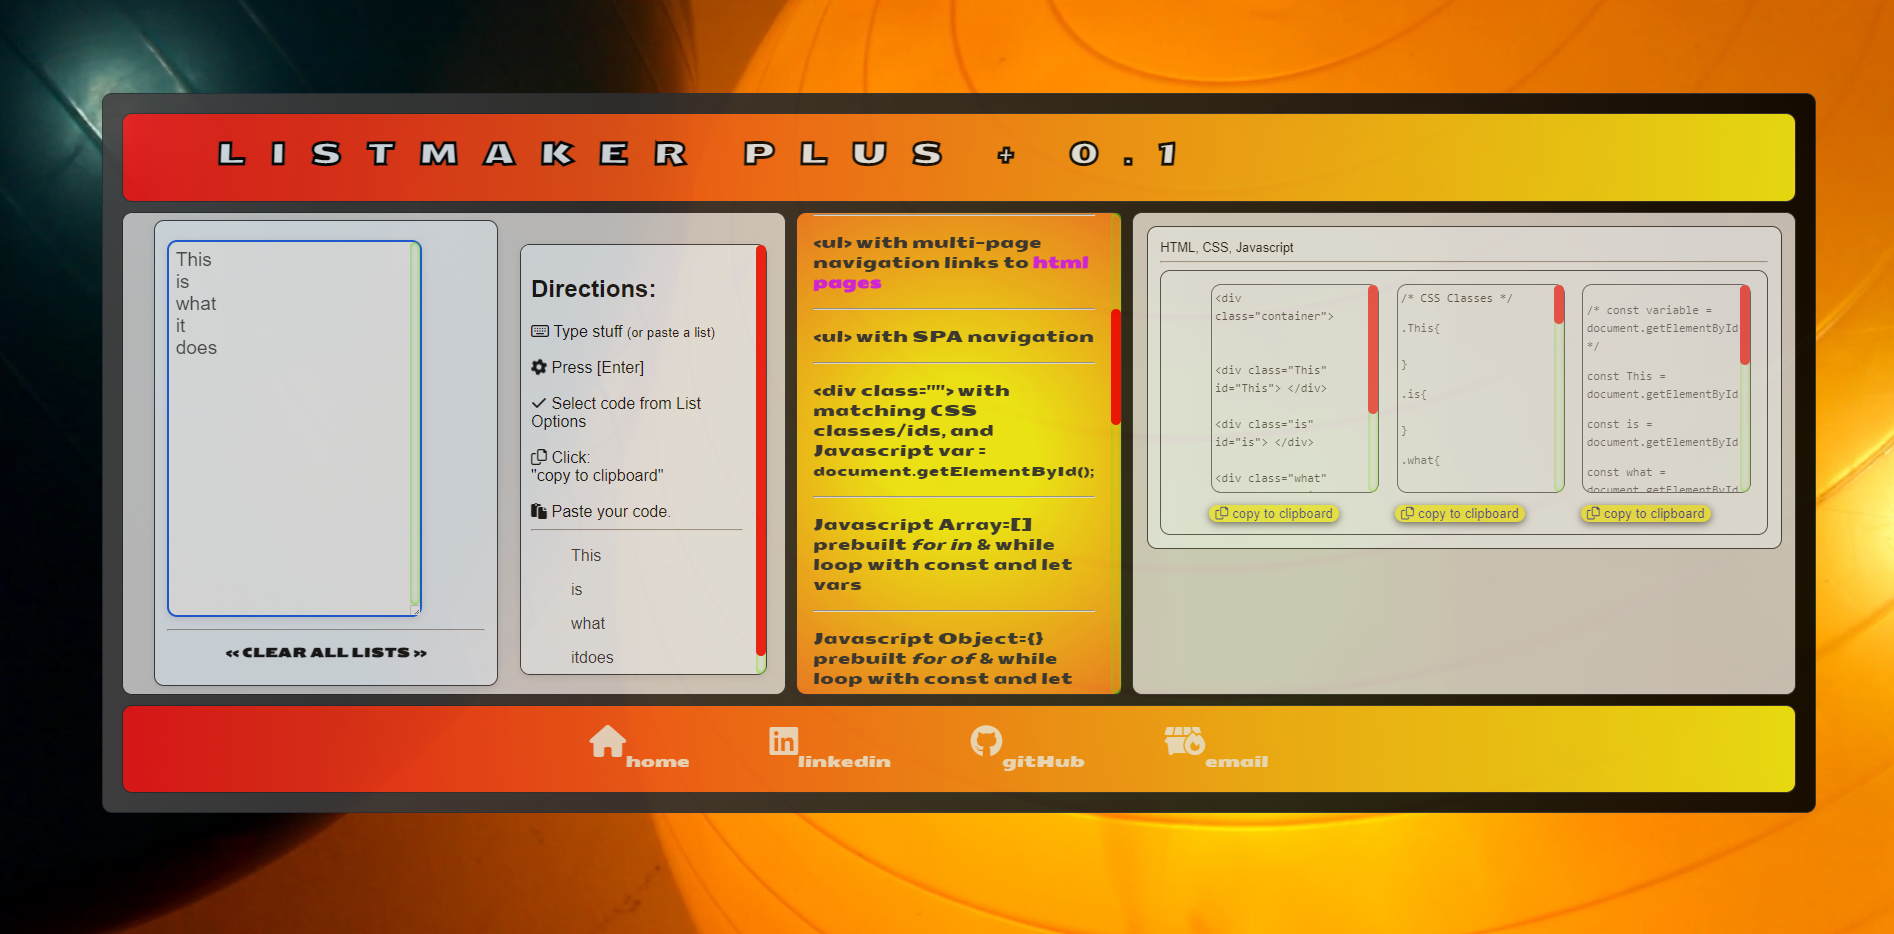 LISTMAKER PLUS + 0.1
This
is
what
it
does
<< CLEAR ALL LISTS >>
Directions:
Type stuff (or paste a list)
Press [Enter]
Select code from List
Options
Click:
"copy to clipboard"
Paste your code.
This
is
what
itdoes
<ul> with multi-page
navigation links to html
pages
<ul> with SPA navigation
<div class=""> with
matching CSS
classes/ids, and
Javascript var =
document.getElementById();
Javascript Array=[]
prebuilt for in & while
loop with const and let
vars
Javascript Object={}
prebuilt for of & while
loop with const and let
HTML, CSS, Javascript
<div
class="container">
<div class="This"
id="This"> </div>
<div class="is"
id="is"> </div>
<div class="what"
copy to clipboard
/* CSS Classes */
.This{
}
.is{
}
.what{
copy to clipboard
/* const variable =
document.getElementById
*/
const This =
document.getElementById
const is =
document.getElementById
const what =
document.getElementById
copy to clipboard
home
linkedin
gitHub
email